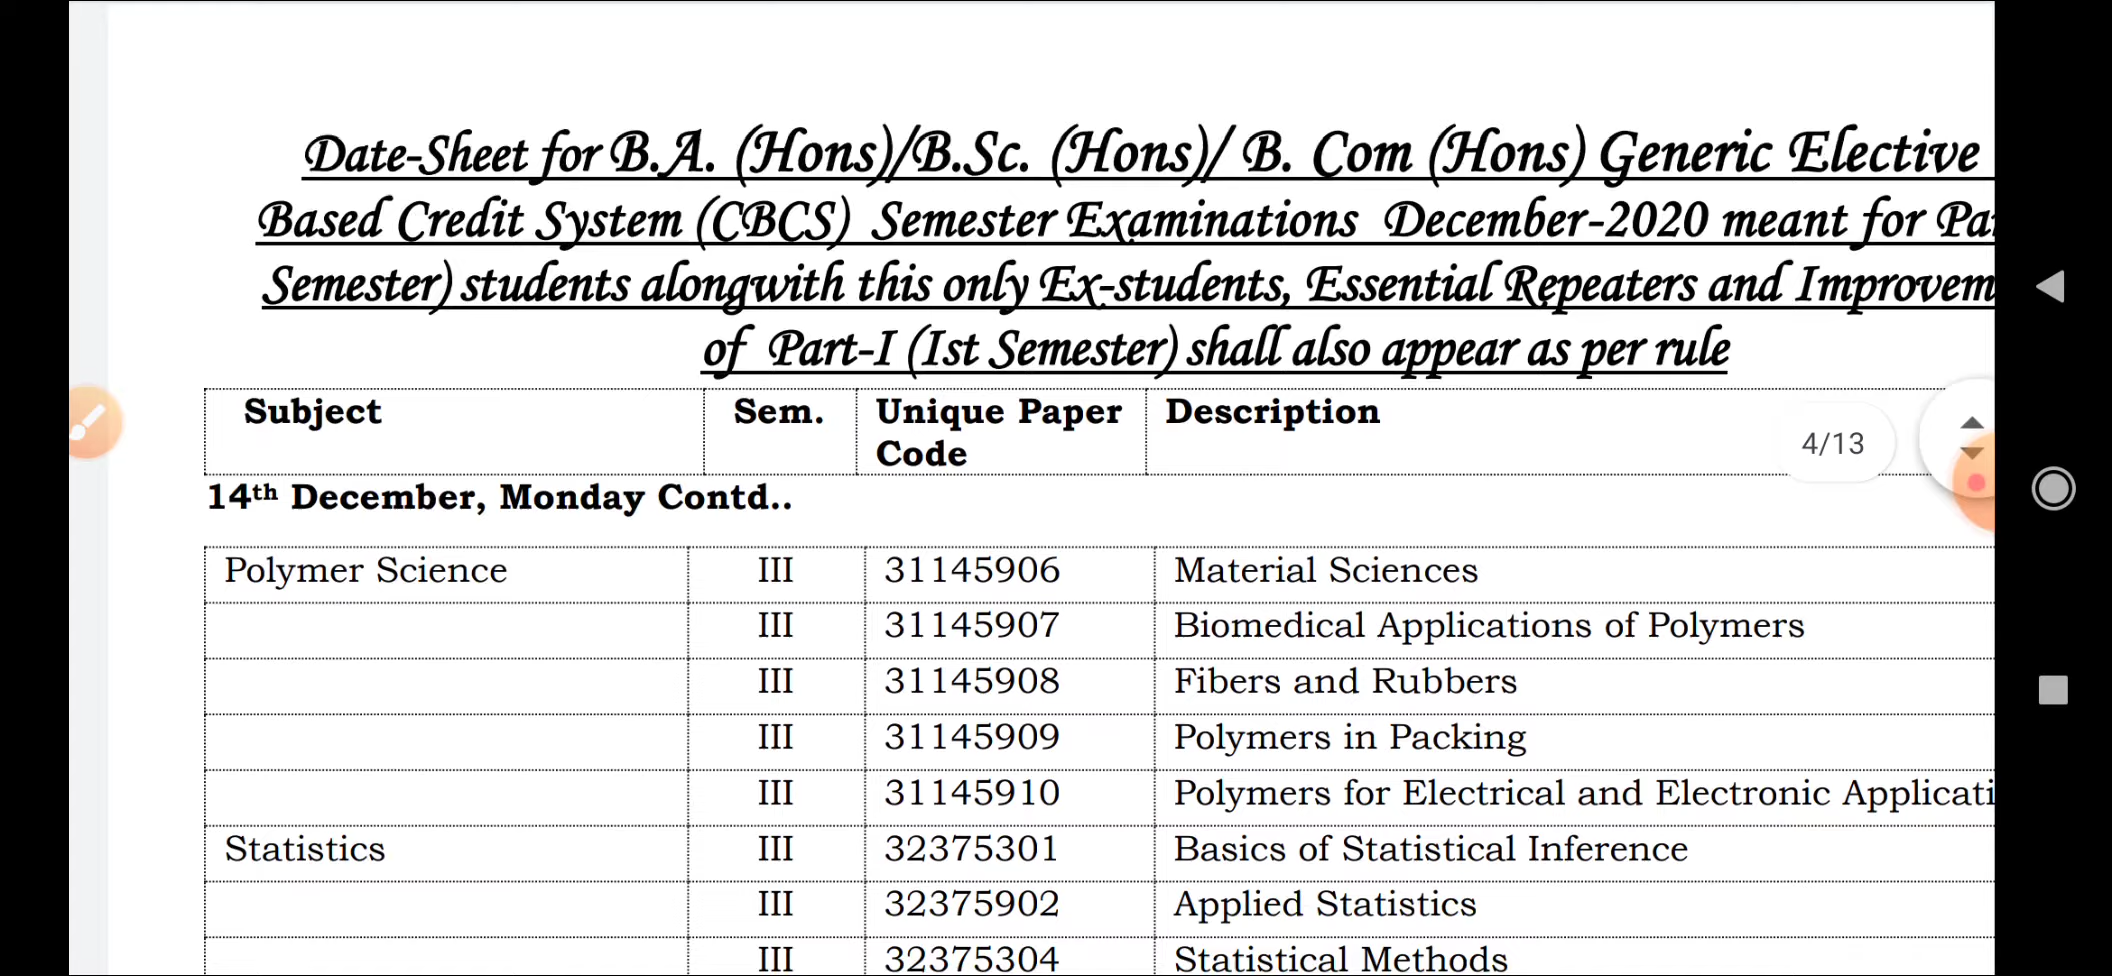 Date-Sheet for B.A. (Hons)/B.Sc. (Hons)/ B. Com (Hons) Generic Elective
Based Credit System (CBCS) Semester Examinations December-2020 meant for
Semester) students alongwith this only Ex-students, Essential Repeaters and
of Part-I (Ist Semester) shall also appear as per rule
Subject Sem. Unique Paper Code Description
4/13
14th December, Monday Contd..
Polymer Science III 31145906 Material Sciences
III 31145907 Biomedical Applications of Polymers
III 31145908 Fibers and Rubbers
III 31145909 Polymers in Packing
III 31145910 Polymers for Electrical and Electronic
Statistics III 32375301 Basics of Statistical Inference
III 32375902 Applied Statistics
III 32375304 Statistical Methods